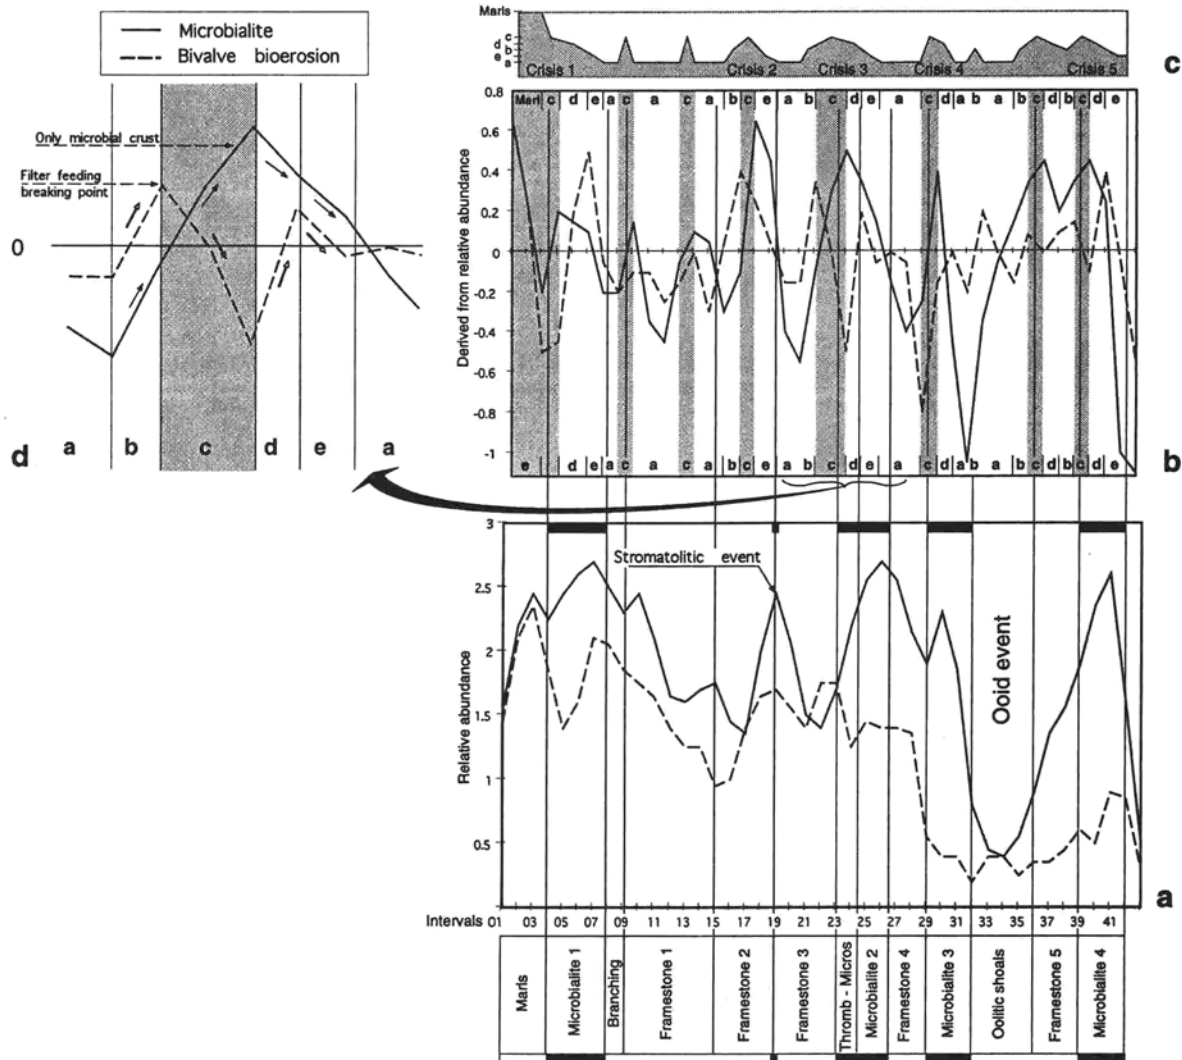 Microbialite
Bivalve bioerosion
Only microbial crust
Filter feeding
breaking point
0
a b c d e a
d
Marls
c
d
b
e
a
Crisis 1 Crisis 2 Crisis 3 Crisis 4 Crisis 5
c
Marl c d e a c a c a b c e a b c d e a c d a b a b c d b c d e
0.8
0.6
0.4
0.2
0
-0.2
-0.4
-0.6
-0.8
-1
Derived from relative abundance
e d e a c a c a b c e a b c d e a c d a b a b c d b c d e
b
3
2.5
2
1.5
1
0.5
Relative abundance
Stromatolitic event
Ooid event
a
Intervals 01 03 05 07 09 11 13 15 17 19 21 23 25 27 29 31 33 35 37 39 41
Marls
Microbialite 1
Branching
Framestone 1
Framestone 2
Framestone 3
Thromb - Micros
Microbialite 2
Framestone 4
Microbialite 3
Oolitic shoals
Framestone 5
Microbialite 4